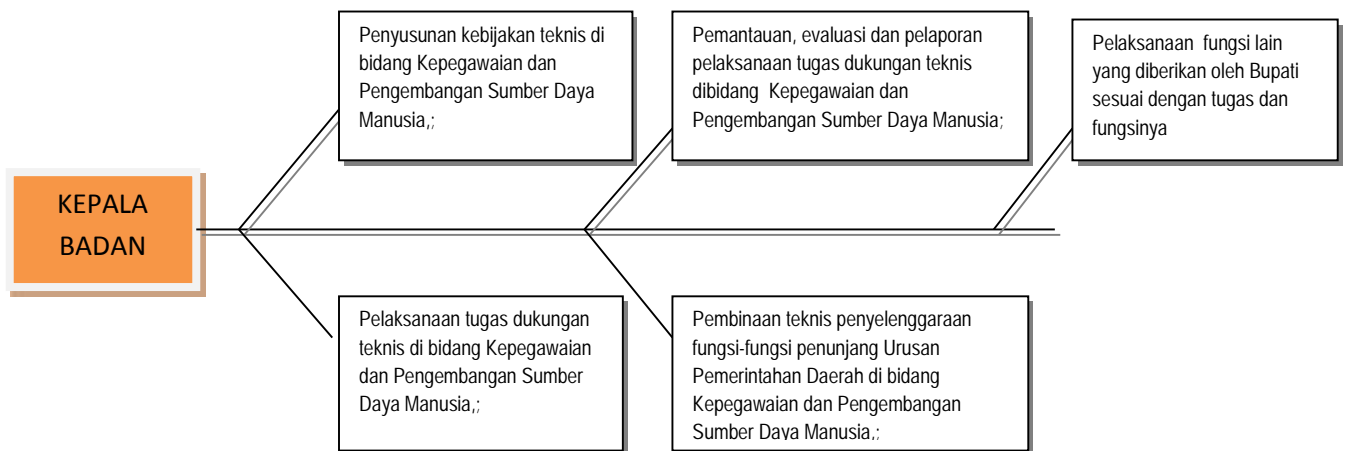 Penyusunan kebijakan teknis di
bidang Kepegawaian dan
Pengembangan Sumber Daya
Manusia,;
Pemantauan, evaluasi dan pelaporan
pelaksanaan tugas dukungan teknis
dibidang Kepegawaian dan
Pengembangan Sumber Daya Manusia;
Pelaksanaan fungsi lain
yang diberikan oleh Bupati
sesuai dengan tugas dan
fungsinya
KEPALA
BADAN
Pelaksanaan tugas dukungan
teknis di bidang Kepegawaian
dan Pengembangan Sumber
Daya Manusia,;
Pembinaan teknis penyelenggaraan
fungsi-fungsi penunjang Urusan
Pemerintahan Daerah di bidang
Kepegawaian dan Pengembangan
Sumber Daya Manusia,;